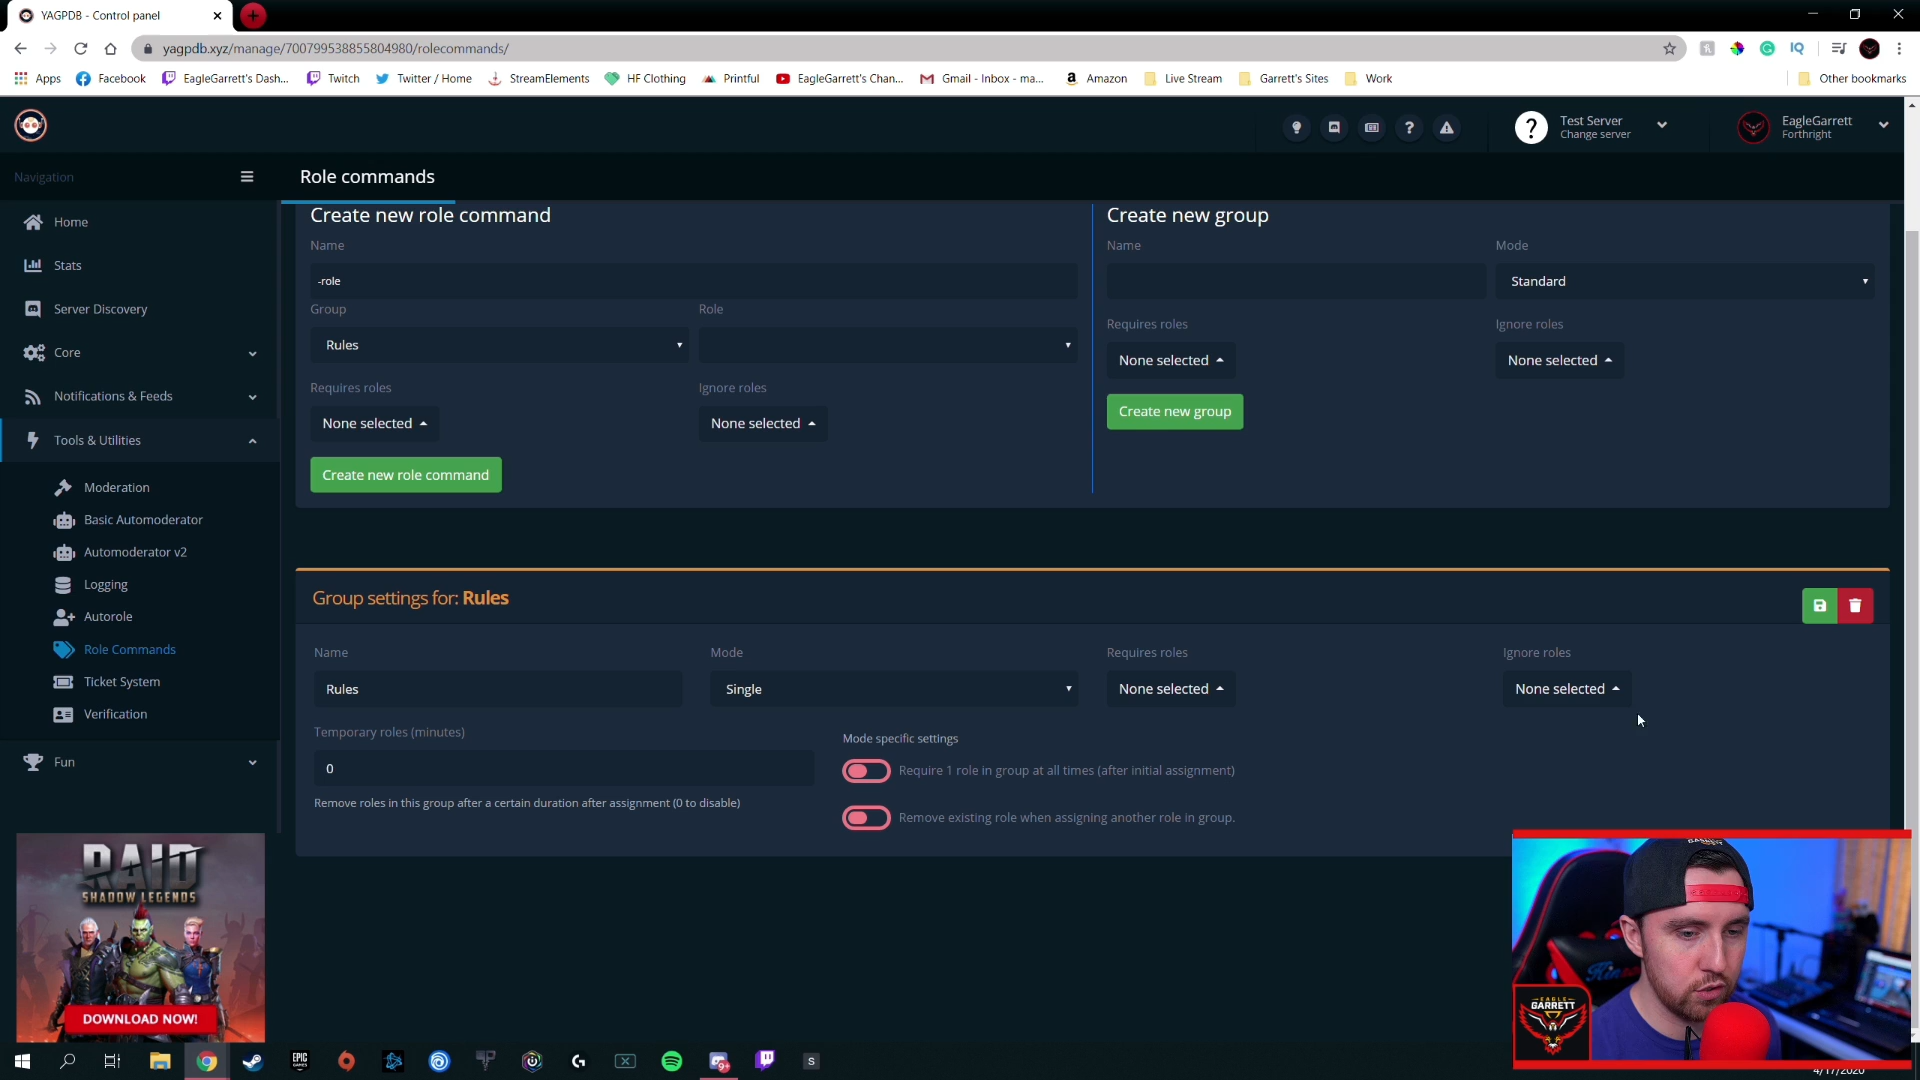 YAGPDB - Control panel
yagpdb.xyz/manage/700799538855804980/rolecommands/
Apps Facebook EagleGarrett's Dash... Twitch Twitter / Home StreamElements HF Clothing Printful EagleGarrett's Chan... Gmail - Inbox - ma... Amazon Live Stream Garrett's Sites Work Other bookmarks
Test Server
Change server
EagleGarrett
Forthright
Navigation
Role commands
Home
Stats
Server Discovery
Core
Notifications & Feeds
Tools & Utilities
Moderation
Basic Automoderator
Automoderator v2
Logging
Autorole
Role Commands
Ticket System
Verification
Fun
RAID
SHADOW LEGENDS
DOWNLOAD NOW!
Create new role command
Name
-role
Group Role
Rules
Requires roles Ignore roles
None selected None selected
Create new role command
Create new group
Name Mode
Standard
Requires roles Ignore roles
None selected None selected
Create new group
Group settings for: Rules
Name Mode Requires roles Ignore roles
Rules Single None selected None selected
Temporary roles (minutes)
0
Remove roles in this group after a certain duration after assignment (0 to disable)
Mode specific settings
Require 1 role in group at all times (after initial assignment)
Remove existing role when assigning another role in group.
EAGLE
GARRETT
EPIC
GAMES
9+
S
4/17/2020